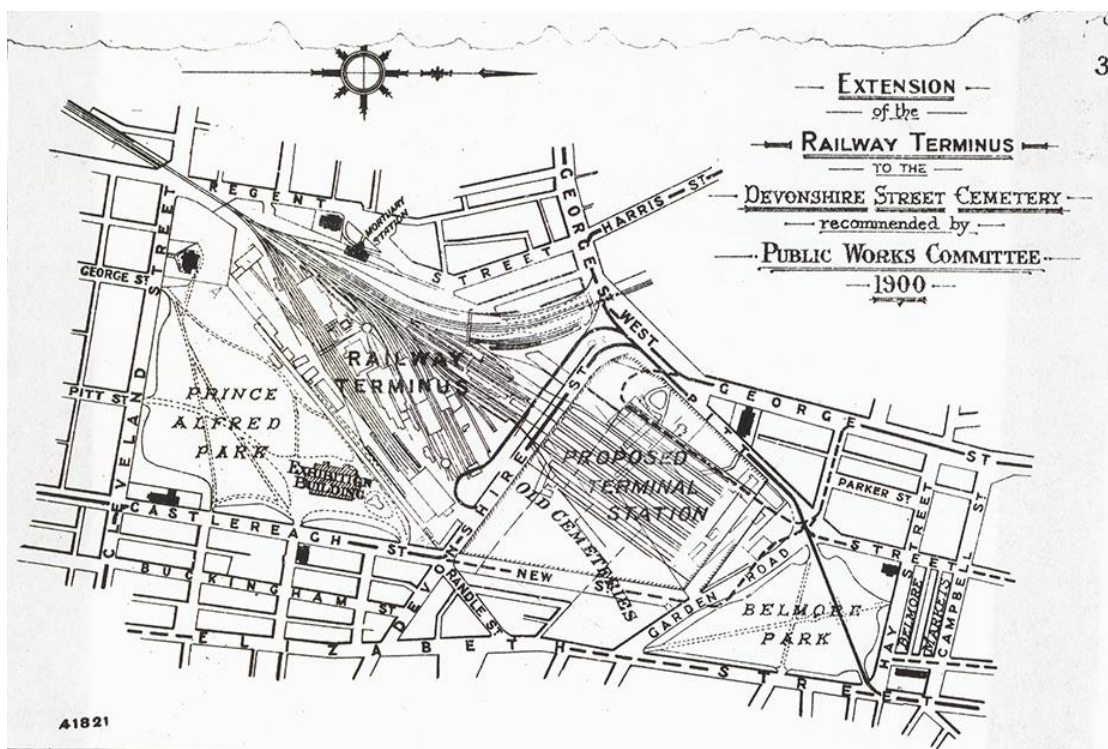 3
EXTENSION
of the
RAILWAY TERMINUS
TO THE
DEVONSHIRE STREET CEMETERY
recommended by
PUBLIC WORKS COMMITTEE
1900
REGENT
STREET
MORTUARY
STATION
GEORGE ST
HARRIS ST
WEST
GEORGE ST
PITT
STREET
GEORGE ST
PITT ST
CLEVELAND STREET
RAILWAY
TERMINUS
PRINCE
ALFRED
PARK
EXHIBITION
BUILDING
DEVONSHIRE ST
PROPOSED
TERMINAL
STATION
OLD CEMETERIES
PARKER ST
CASTLEREAGH ST
NEW
ST
BUCKINGHAM ST
RANDLE ST
GARDEN ROAD
BELMORE
PARK
HAY STREET
BELMORE
MARKETS
CAMPBELL ST
ELIZABETH STREET
41821